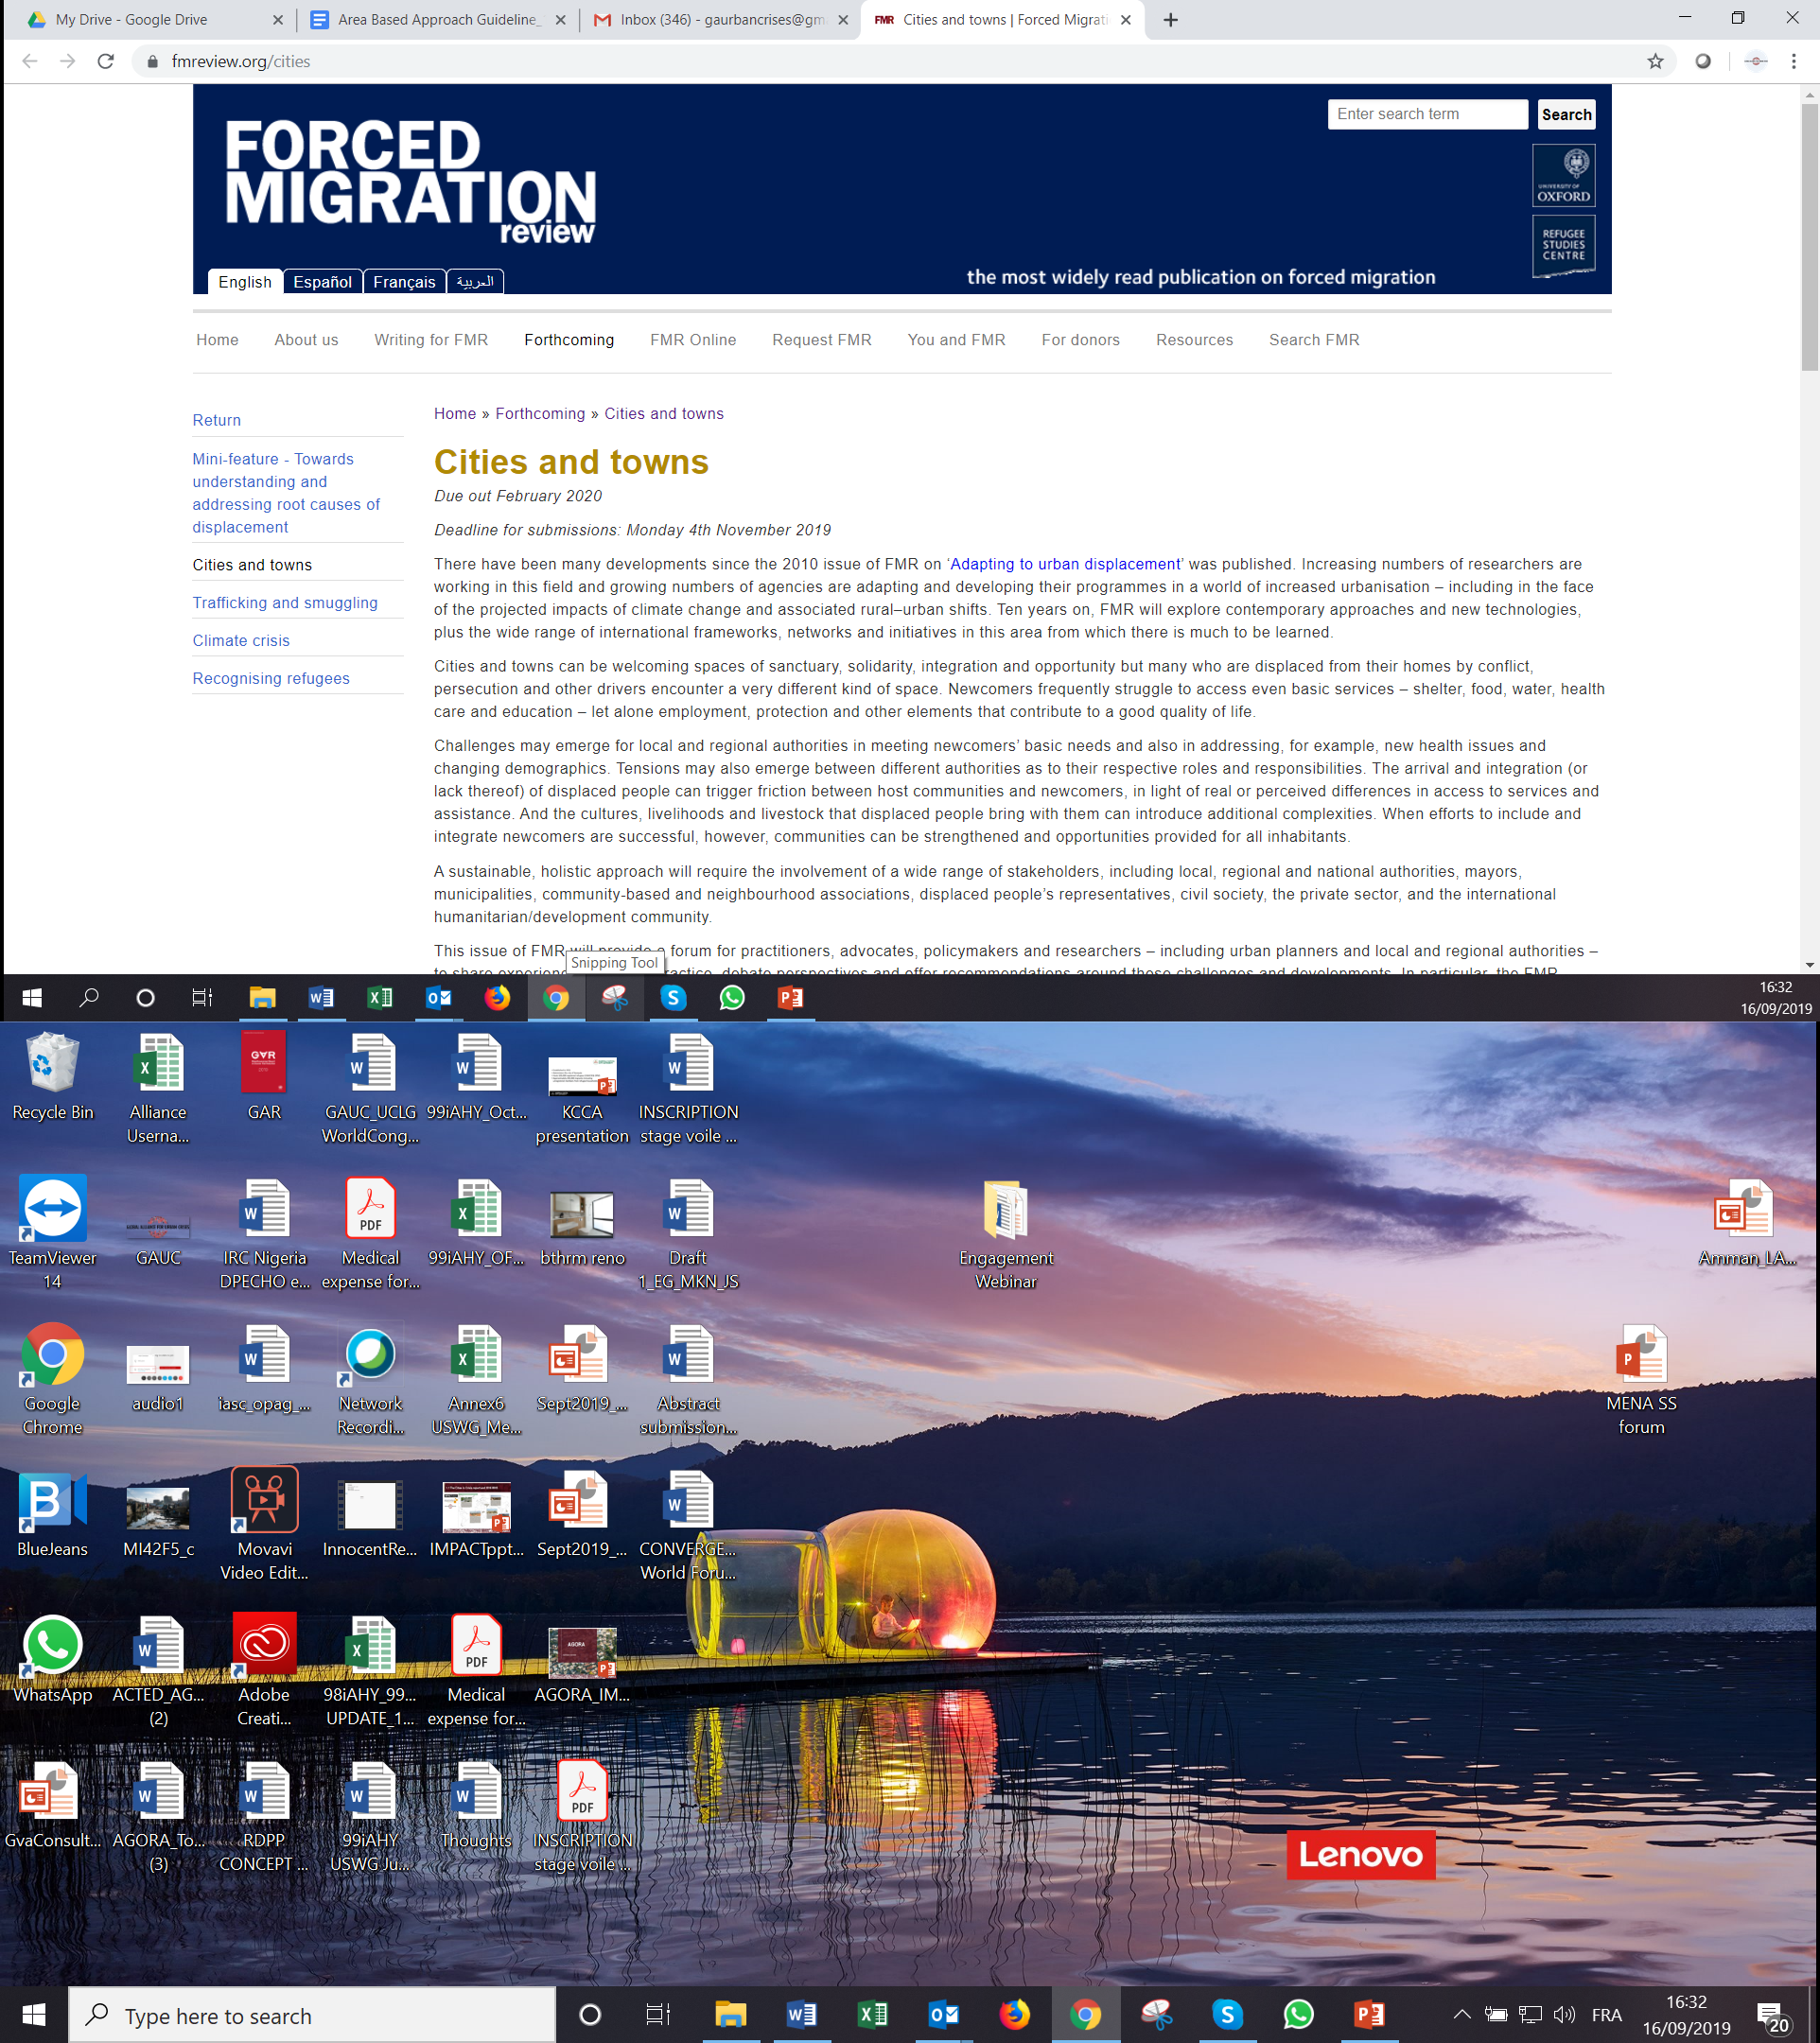 My Drive - Google Drive
Area Based Approach Guideline_
Inbox (346) - gaurbancrises@gm
FMR Cities and towns | Forced Migrati
fmreview.org/cities
Enter search term Search
FORCED
MIGRATION
review
UNIVERSITY OF
OXFORD
REFUGEE
STUDIES
CENTRE
English Español Français العربية
the most widely read publication on forced migration
Home About us Writing for FMR Forthcoming FMR Online Request FMR You and FMR For donors Resources Search FMR
Return
Mini-feature - Towards
understanding and
addressing root causes of
displacement
Cities and towns
Trafficking and smuggling
Climate crisis
Recognising refugees
Home » Forthcoming » Cities and towns
Cities and towns
Due out February 2020
Deadline for submissions: Monday 4th November 2019
There have been many developments since the 2010 issue of FMR on ‘Adapting to urban displacement’ was published. Increasing numbers of researchers are
working in this field and growing numbers of agencies are adapting and developing their programmes in a world of increased urbanisation – including in the face
of the projected impacts of climate change and associated rural–urban shifts. Ten years on, FMR will explore contemporary approaches and new technologies,
plus the wide range of international frameworks, networks and initiatives in this area from which there is much to be learned.
Cities and towns can be welcoming spaces of sanctuary, solidarity, integration and opportunity but many who are displaced from their homes by conflict,
persecution and other drivers encounter a very different kind of space. Newcomers frequently struggle to access even basic services – shelter, food, water, health
care and education – let alone employment, protection and other elements that contribute to a good quality of life.
Challenges may emerge for local and regional authorities in meeting newcomers’ basic needs and also in addressing, for example, new health issues and
changing demographics. Tensions may also emerge between different authorities as to their respective roles and responsibilities. The arrival and integration (or
lack thereof) of displaced people can trigger friction between host communities and newcomers, in light of real or perceived differences in access to services and
assistance. And the cultures, livelihoods and livestock that displaced people bring with them can introduce additional complexities. When efforts to include and
integrate newcomers are successful, however, communities can be strengthened and opportunities provided for all inhabitants.
A sustainable, holistic approach will require the involvement of a wide range of stakeholders, including local, regional and national authorities, mayors,
municipalities, community-based and neighbourhood associations, displaced people’s representatives, civil society, the private sector, and the international
humanitarian/development community.
This issue of FMR will provide a forum for practitioners, advocates, policymakers and researchers – including urban planners and local and regional authorities –
Snipping Tool
16:32
16/09/2019
Recycle Bin
Alliance
Userna...
GAR
GAUC_UCLG
WorldCong...
99iAHY_Oct...
KCCA
presentation
INSCRIPTION
stage voile ...
TeamViewer
14
GAUC
IRC Nigeria
DPECHO e...
PDF
Medical
expense for...
99iAHY_OF...
bthrm reno
Draft
1_EG_MKN_JS
Engagement
Webinar
Amman_LA...
Google
Chrome
audio1
iasc_opag_...
Network
Recordi...
Annex6
USWG_Me...
Sept2019_...
Abstract
submission...
MENA SS
forum
BlueJeans
MI42F5_c
Movavi
Video Edit...
InnocentRe...
IMPACTppt...
Sept2019_...
CONVERGE...
World Foru...
WhatsApp
ACTED_AG...
(2)
Adobe
Creati...
98iAHY_99...
UPDATE_1...
PDF
Medical
expense for...
AGORA
AGORA_IM...
GvaConsult...
AGORA_To...
(3)
RDPP
CONCEPT ...
99iAHY
USWG Ju...
Thoughts
PDF
INSCRIPTION
stage voile ...
Lenovo
Type here to search
FRA
16:32
16/09/2019
20